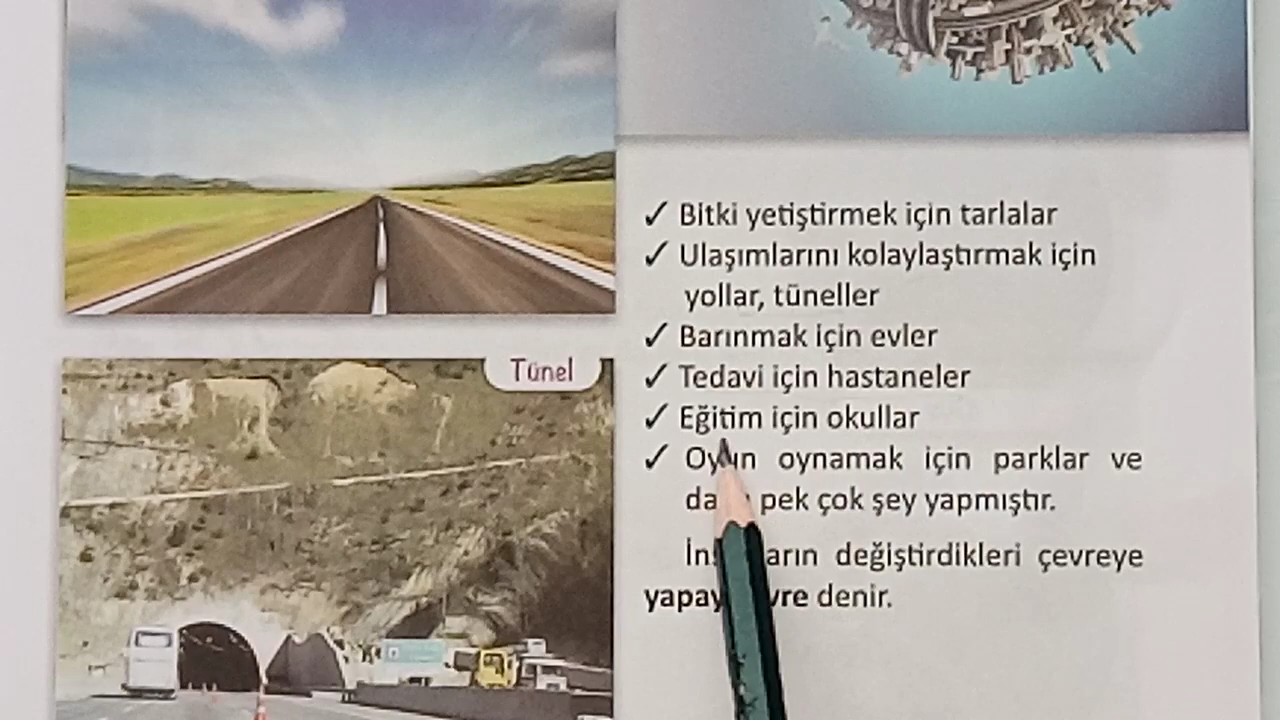 Tünel
✓ Bitki yetiştirmek için tarlalar
✓ Ulaşımlarını kolaylaştırmak için
yollar, tüneller
✓ Barınmak için evler
✓ Tedavi için hastaneler
✓ Eğitim için okullar
✓ Oyun oynamak için parklar ve
pek çok şey yapmıştır.
değiştirdikleri çevreye
denir.